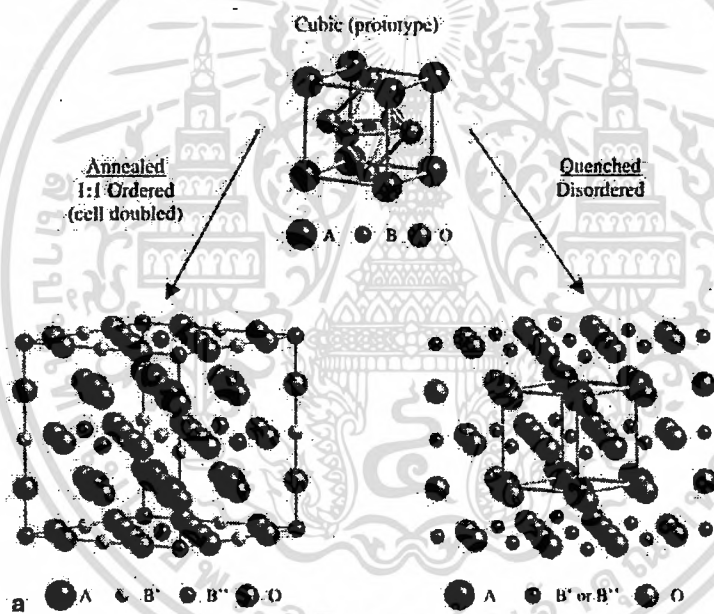 Cubic (prototype)
Annealed
1:1 Ordered
(cell doubled)
Quenched
Disordered
A B O
a A B' B'' O
A B' or B'' O